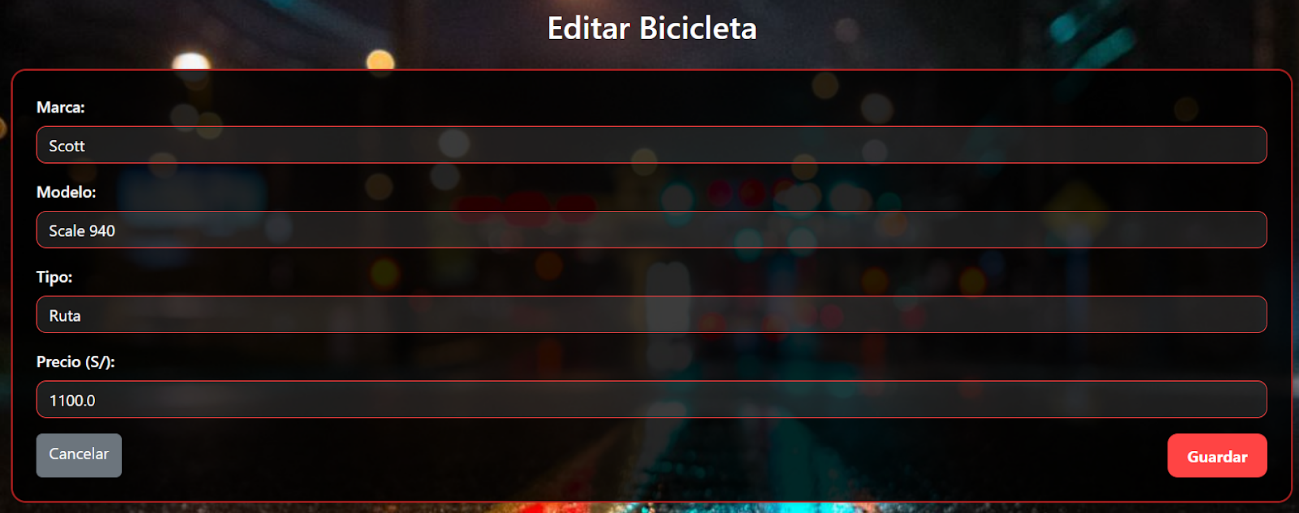 Editar Bicicleta
Marca:
Scott
Modelo:
Scale 940
Tipo:
Ruta
Precio (S/):
1100.0
Cancelar
Guardar